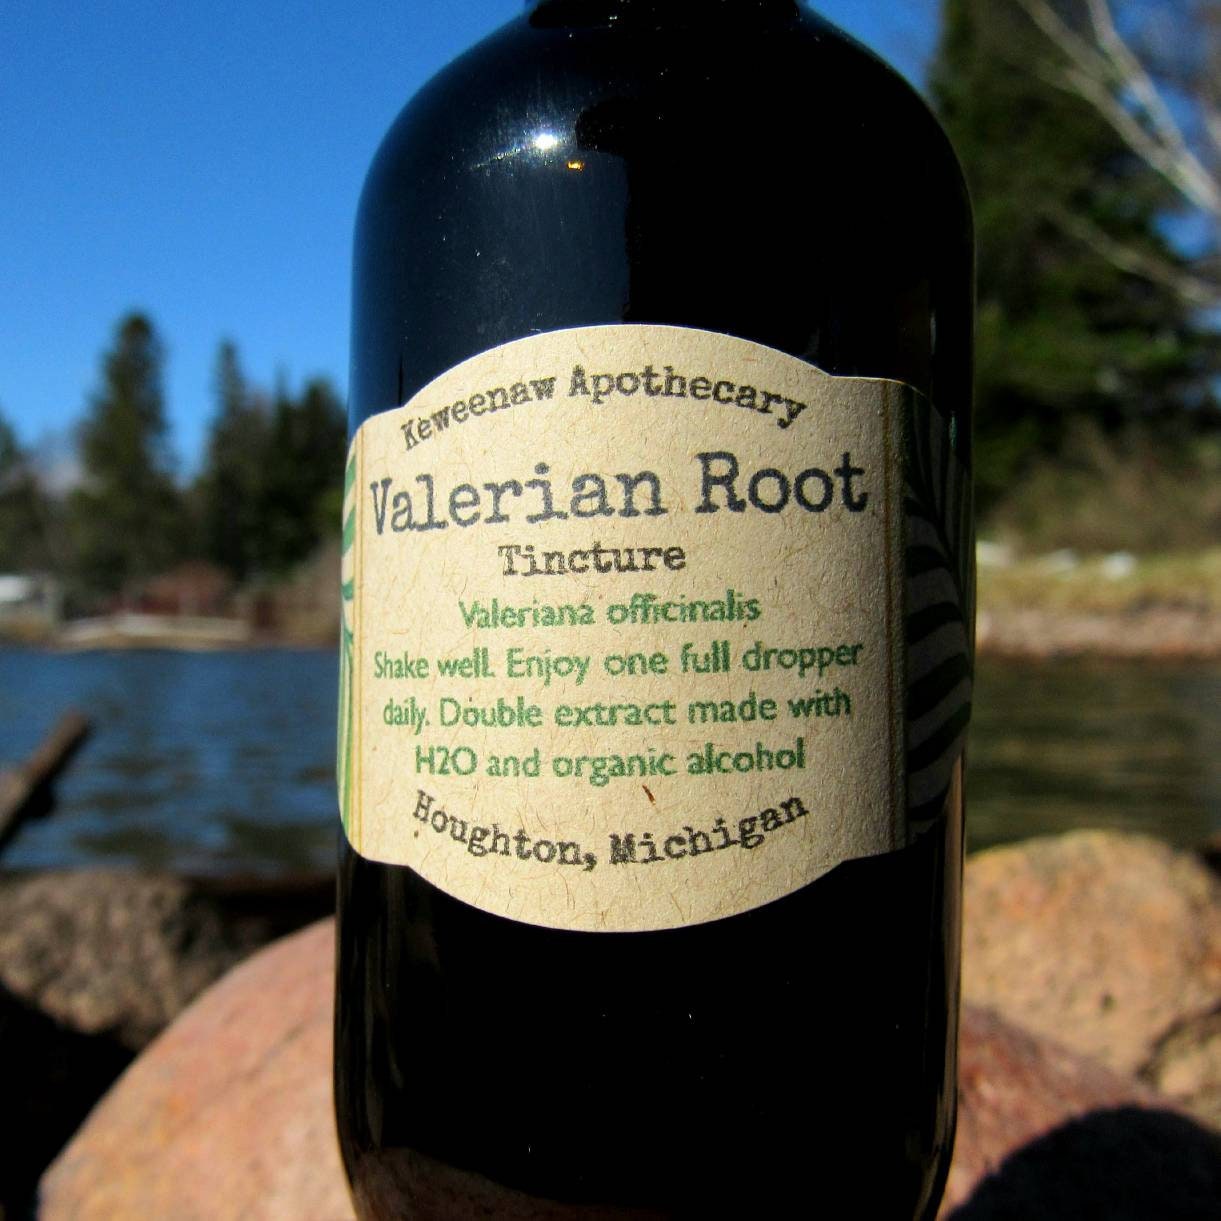 Keweenaw Apothecary
Valerian Root
Tincture
Valeriana officinalis
Shake well. Enjoy one full dropper
daily. Double extract made with
H2O and organic alcohol
Houghton, Michigan